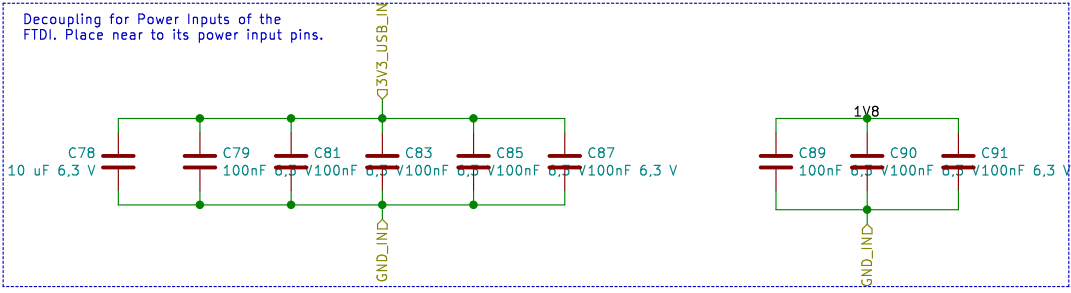 Decoupling for Power Inputs of the
FTDI. Place near to its power input pins.
3V3_USB_IN
1V8
C78
10 uF 6,3 V
C79
100nF 6,3 V
C81
100nF 6,3 V
C83
100nF 6,3 V
C85
100nF 6,3 V
C87
100nF 6,3 V
C89
100nF 6,3 V
C90
100nF 6,3 V
C91
100nF 6,3 V
GND_IN
GND_IN